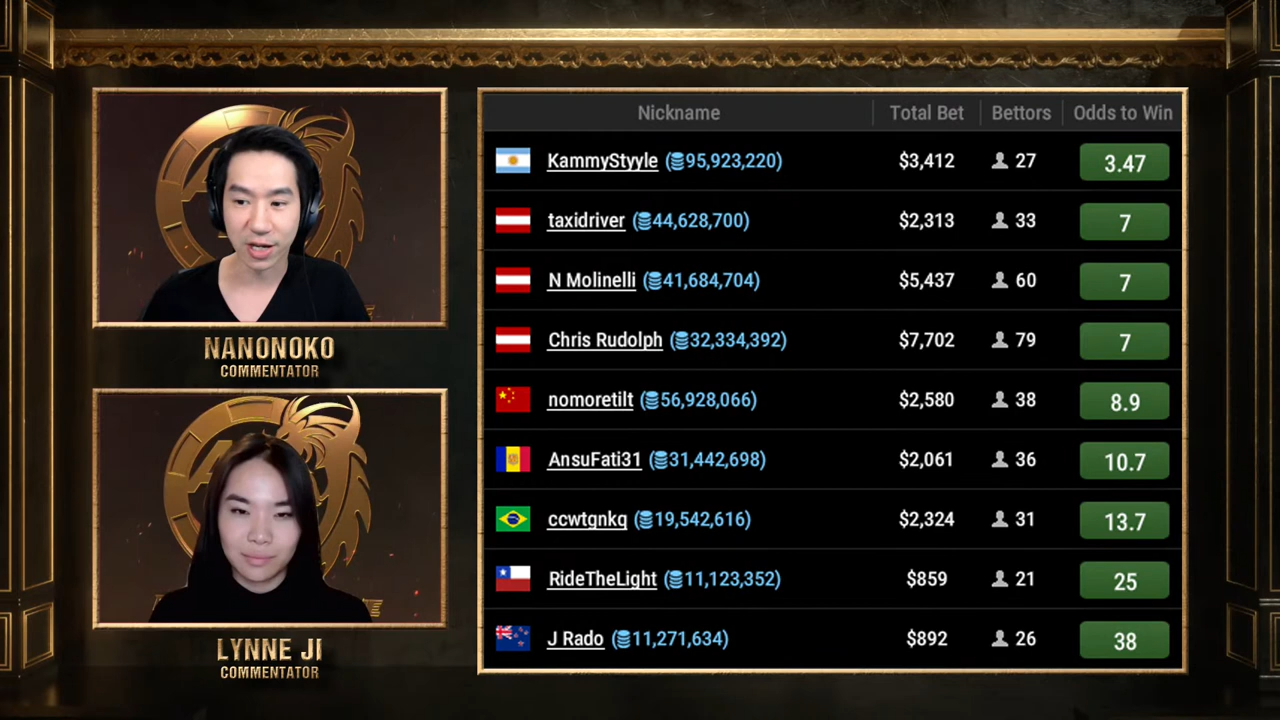 NANONOKO
COMMENTATOR
LYNNE JI
COMMENTATOR
Nickname Total Bet Bettors Odds to Win
KammyStyyle (95,923,220) $3,412 27 3.47
taxidriver (44,628,700) $2,313 33 7
N Molinelli (41,684,704) $5,437 60 7
Chris Rudolph (32,334,392) $7,702 79 7
nomoretilt (56,928,066) $2,580 38 8.9
AnsuFati31 (31,442,698) $2,061 36 10.7
ccwtgnkq (19,542,616) $2,324 31 13.7
RideTheLight (11,123,352) $859 21 25
J Rado (11,271,634) $892 26 38